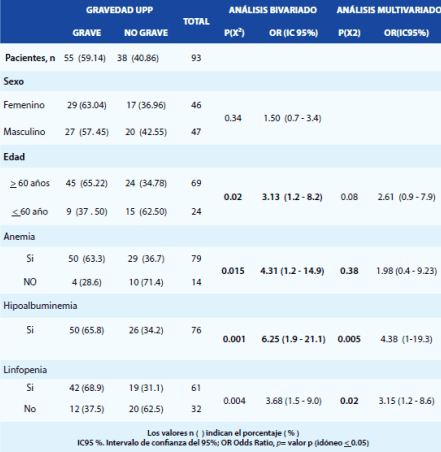 GRAVEDAD UPP TOTAL ANÁLISIS BIVARIADO ANÁLISIS MULTIVARIADO
GRAVE NO GRAVE P(X²) OR (IC 95%) P(X2) OR(IC95%)
Pacientes, n 55 (59.14) 38 (40.86) 93
Sexo
Femenino 29 (63.04) 17 (36.96) 46
0.34 1.50 (0.7 - 3.4)
Masculino 27 (57. 45) 20 (42.55) 47
Edad
≥ 60 años 45 (65.22) 24 (34.78) 69
0.02 3.13 (1.2 - 8.2) 0.08 2.61 (0.9 - 7.9)
≤ 60 año 9 (37 . 50) 15 (62,50) 24
Anemia
Si 50 (63.3) 29 (36.7) 79
0.015 4.31 (1.2 - 14.9) 0.38 1.98 (0.4 - 9.23)
NO 4 (28.6) 10 (71.4) 14
Hipoalbuminemia
Si 50 (65.8) 26 (34.2) 76
0.001 6.25 (1.9 - 21.1) 0.005 4.38 (1-19.3)
Linfopenia
Si 42 (68.9) 19 (31.1) 61
0.004 3.68 (1.5 - 9.0) 0.02 3.15 (1.2 - 8.6)
No 12 (37.5) 20 (62.5) 32
Los valores n ( ) indican el porcentaje ( % )
IC95 %. Intervalo de confianza del 95%; OR Odds Ratio, p= valor p (idóneo ≤ 0.05)